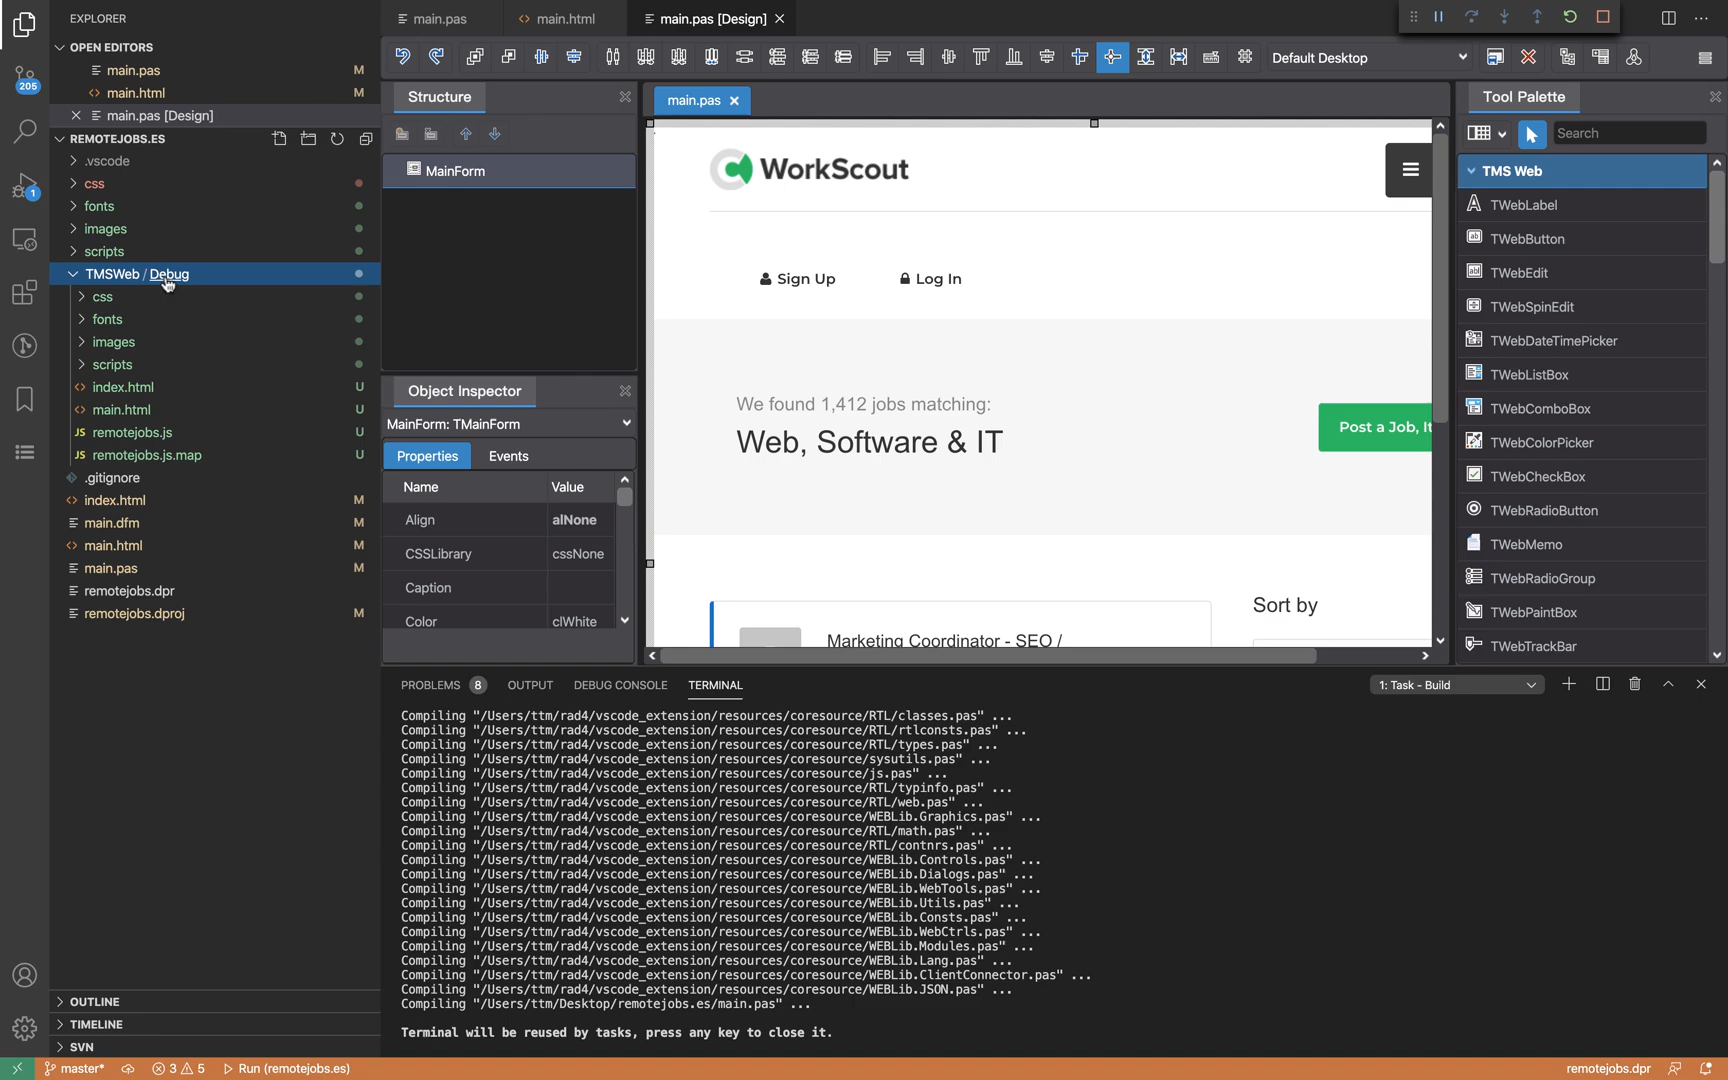 EXPLORER
OPEN EDITORS
main.pas M
main.html M
main.pas [Design]
REMOTEJOBS.ES
.vscode
css
fonts
images
scripts
TMSWeb / Debug
css
fonts
images
scripts
index.html U
main.html U
JS remotejobs.js U
JS remotejobs.js.map U
.gitignore
index.html M
main.dfm M
main.html M
main.pas M
remotejobs.dpr
remotejobs.dproj M
OUTLINE
TIMELINE
SVN
205
1
main.pas
main.html
main.pas [Design]
Default Desktop
Structure
MainForm
Object Inspector
MainForm: TMainForm
Properties Events
Name Value
Align alNone
CSSLibrary cssNone
Caption
Color clWhite
main.pas
WorkScout
Sign Up Log In
We found 1,412 jobs matching:
Web, Software & IT
Post a Job, It
Sort by
Marketing Coordinator - SEO /
Tool Palette
Search
TMS Web
TWebLabel
TWebButton
TWebEdit
TWebSpinEdit
TWebDateTimePicker
TWebListBox
TWebComboBox
TWebColorPicker
TWebCheckBox
TWebRadioButton
TWebMemo
TWebRadioGroup
TWebPaintBox
TWebTrackBar
PROBLEMS 8 OUTPUT DEBUG CONSOLE TERMINAL 1: Task - Build
Compiling "/Users/ttm/rad4/vscode_extension/resources/coresource/RTL/classes.pas" ...
Compiling "/Users/ttm/rad4/vscode_extension/resources/coresource/RTL/rtlconsts.pas" ...
Compiling "/Users/ttm/rad4/vscode_extension/resources/coresource/RTL/types.pas" ...
Compiling "/Users/ttm/rad4/vscode_extension/resources/coresource/sysutils.pas" ...
Compiling "/Users/ttm/rad4/vscode_extension/resources/coresource/js.pas" ...
Compiling "/Users/ttm/rad4/vscode_extension/resources/coresource/RTL/typinfo.pas" ...
Compiling "/Users/ttm/rad4/vscode_extension/resources/coresource/RTL/web.pas" ...
Compiling "/Users/ttm/rad4/vscode_extension/resources/coresource/WEBLib.Graphics.pas" ...
Compiling "/Users/ttm/rad4/vscode_extension/resources/coresource/RTL/math.pas" ...
Compiling "/Users/ttm/rad4/vscode_extension/resources/coresource/RTL/contnrs.pas" ...
Compiling "/Users/ttm/rad4/vscode_extension/resources/coresource/WEBLib.Controls.pas" ...
Compiling "/Users/ttm/rad4/vscode_extension/resources/coresource/WEBLib.Dialogs.pas" ...
Compiling "/Users/ttm/rad4/vscode_extension/resources/coresource/WEBLib.WebTools.pas" ...
Compiling "/Users/ttm/rad4/vscode_extension/resources/coresource/WEBLib.Utils.pas" ...
Compiling "/Users/ttm/rad4/vscode_extension/resources/coresource/WEBLib.Consts.pas" ...
Compiling "/Users/ttm/rad4/vscode_extension/resources/coresource/WEBLib.WebCtrls.pas" ...
Compiling "/Users/ttm/rad4/vscode_extension/resources/coresource/WEBLib.Modules.pas" ...
Compiling "/Users/ttm/rad4/vscode_extension/resources/coresource/WEBLib.Lang.pas" ...
Compiling "/Users/ttm/rad4/vscode_extension/resources/coresource/WEBLib.ClientConnector.pas" ...
Compiling "/Users/ttm/rad4/vscode_extension/resources/coresource/WEBLib.JSON.pas" ...
Compiling "/Users/ttm/Desktop/remotejobs.es/main.pas" ...
Terminal will be reused by tasks, press any key to close it.
master* 3 5 Run (remotejobs.es) remotejobs.dpr